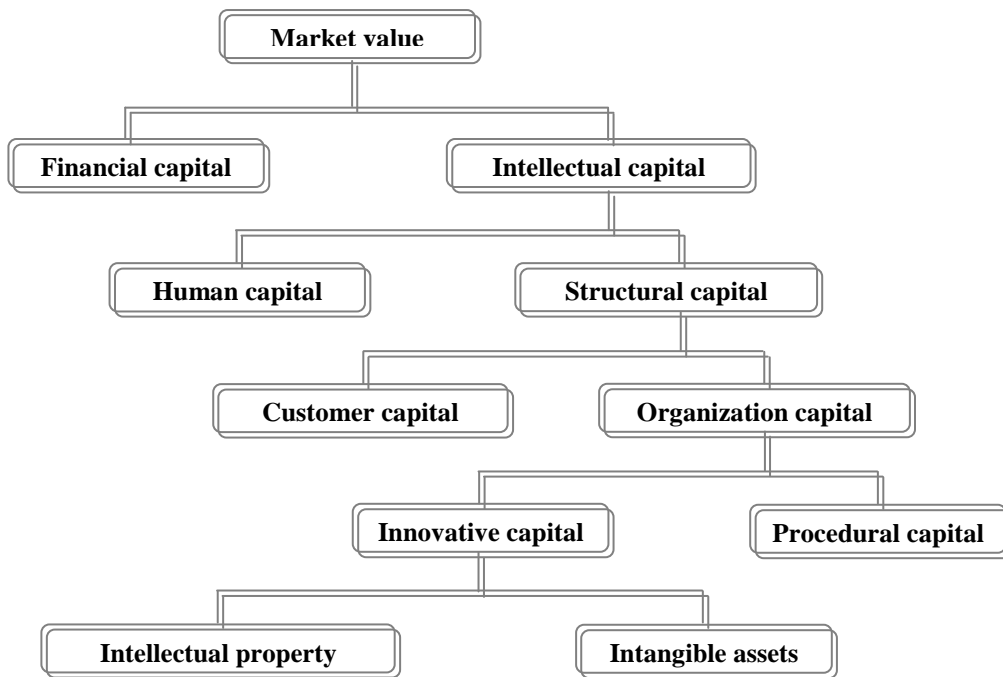 Market value
Financial capital
Intellectual capital
Human capital
Structural capital
Customer capital
Organization capital
Innovative capital
Procedural capital
Intellectual property
Intangible assets